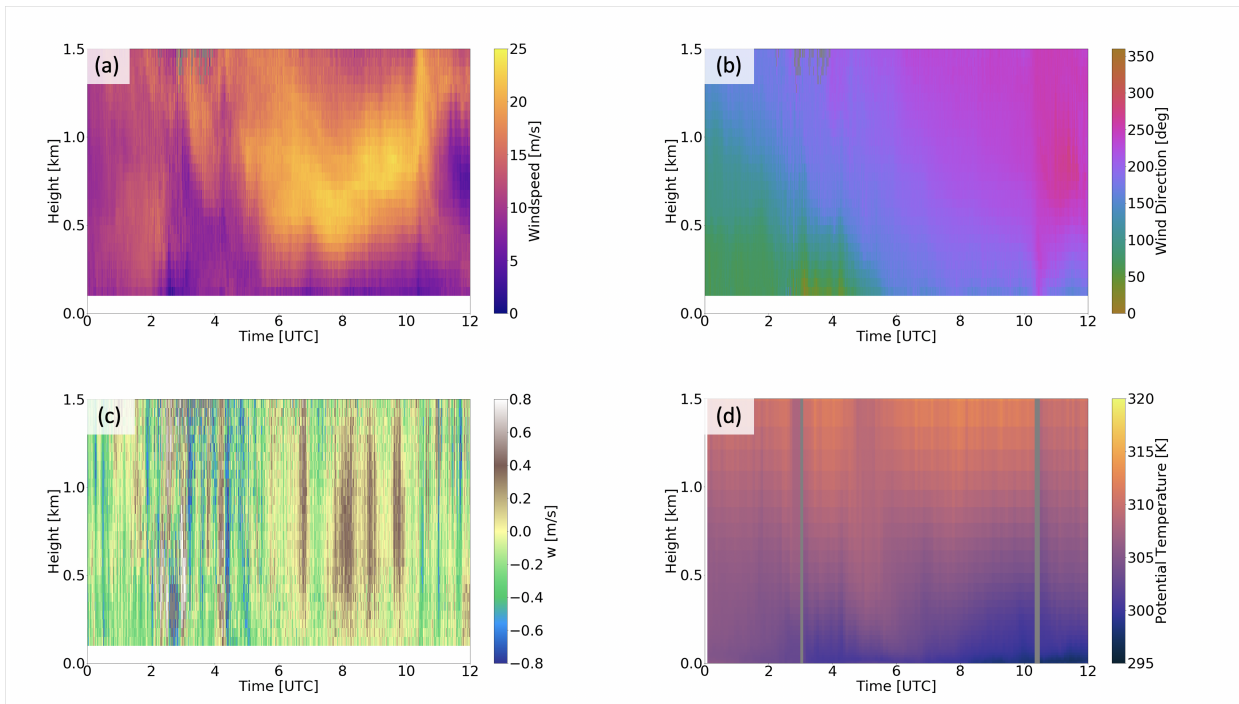 (a)
1.5
1.0
0.5
0.0
Height [km]
0 2 4 6 8 10 12
Time [UTC]
25
20
15
10
5
0
Windspeed [m/s]
(b)
1.5
1.0
0.5
0.0
Height [km]
0 2 4 6 8 10 12
Time [UTC]
350
300
250
200
150
100
50
0
Wind Direction [deg]
(c)
1.5
1.0
0.5
0.0
Height [km]
0 2 4 6 8 10 12
Time [UTC]
0.8
0.6
0.4
0.2
0.0
−0.2
−0.4
−0.6
−0.8
w [m/s]
(d)
1.5
1.0
0.5
0.0
Height [km]
0 2 4 6 8 10 12
Time [UTC]
320
315
310
305
300
295
Potential Temperature [K]